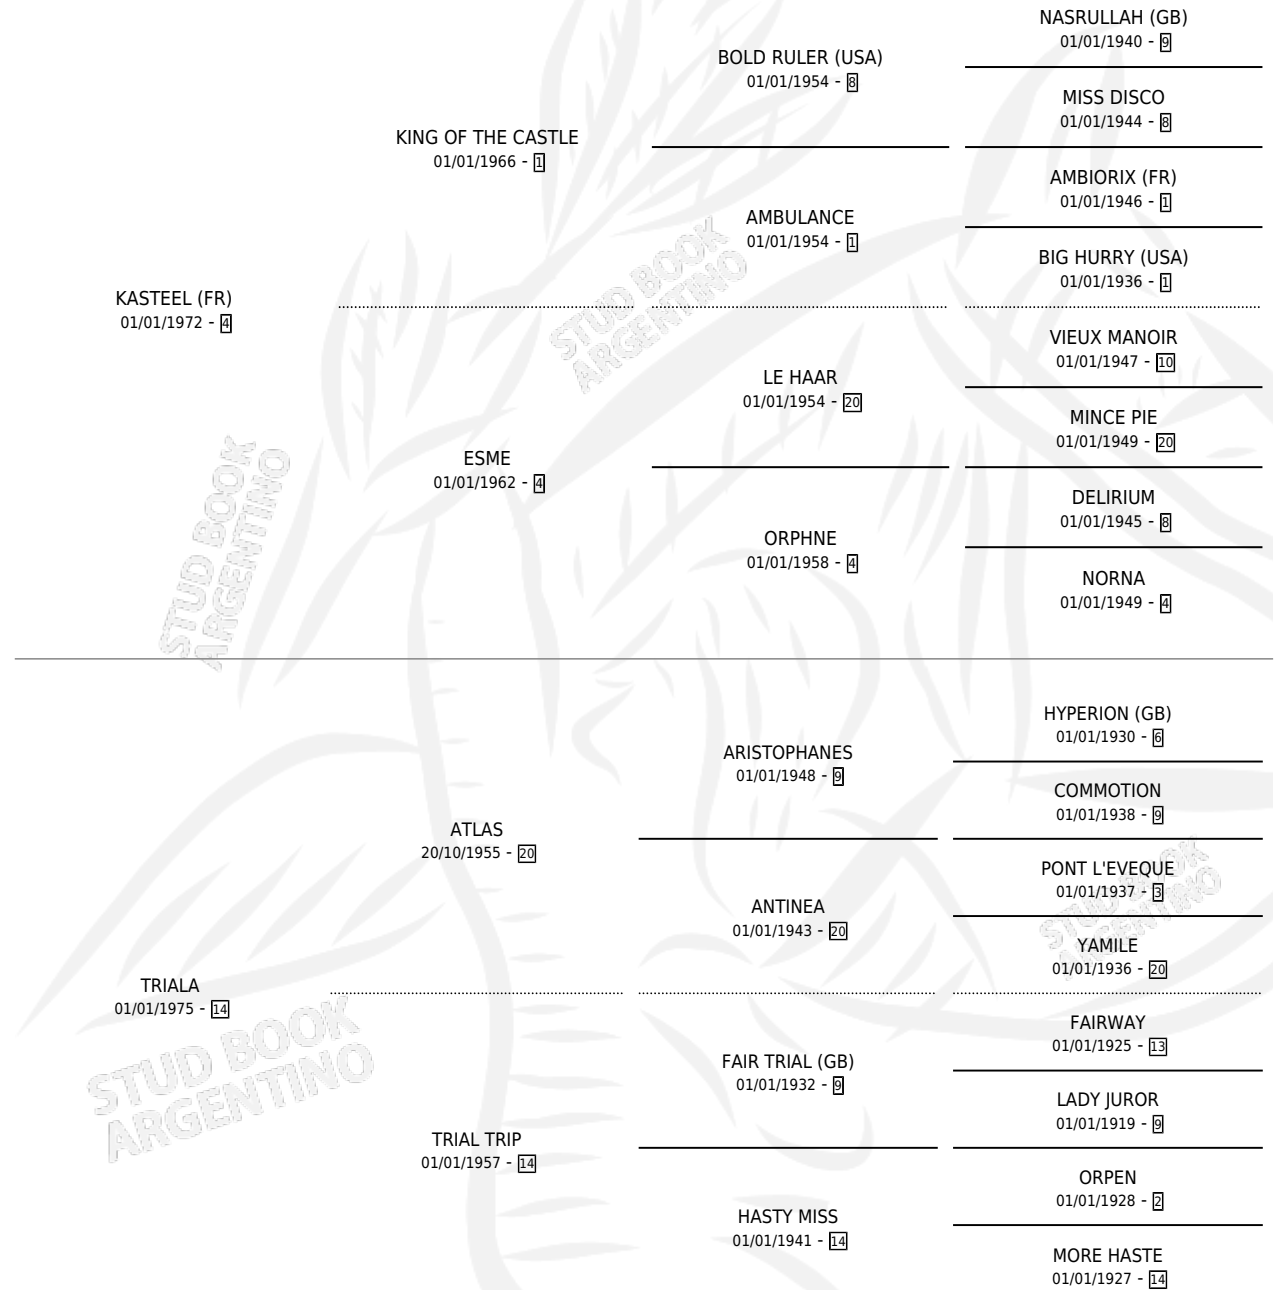 NASRULLAH (GB)
01/01/1940 - 9
BOLD RULER (USA)
01/01/1954 - 8
MISS DISCO
01/01/1944 - 8
KING OF THE CASTLE
01/01/1966 - 1
AMBIORIX (FR)
01/01/1946 - 1
AMBULANCE
01/01/1954 - 1
BIG HURRY (USA)
01/01/1936 - 1
KASTEEL (FR)
01/01/1972 - 4
VIEUX MANOIR
01/01/1947 - 10
LE HAAR
01/01/1954 - 20
MINCE PIE
01/01/1949 - 20
ESME
01/01/1962 - 4
DELIRIUM
01/01/1945 - 8
ORPHNE
01/01/1958 - 4
NORNA
01/01/1949 - 4
HYPERION (GB)
01/01/1930 - 6
ARISTOPHANES
01/01/1948 - 9
COMMOTION
01/01/1938 - 9
ATLAS
20/10/1955 - 20
PONT L'EVEQUE
01/01/1937 - 3
ANTINEA
01/01/1943 - 20
YAMILE
01/01/1936 - 20
TRIALA
01/01/1975 - 14
FAIRWAY
01/01/1925 - 13
FAIR TRIAL (GB)
01/01/1932 - 9
LADY JUROR
01/01/1919 - 9
TRIAL TRIP
01/01/1957 - 14
ORPEN
01/01/1928 - 2
HASTY MISS
01/01/1941 - 14
MORE HASTE
01/01/1927 - 14
STUD BOOK
ARGENTINO
STUD BOOK
ARGENTINO
STUD BOOK
ARGENTINO
STUD BOOK
ARGENTINO